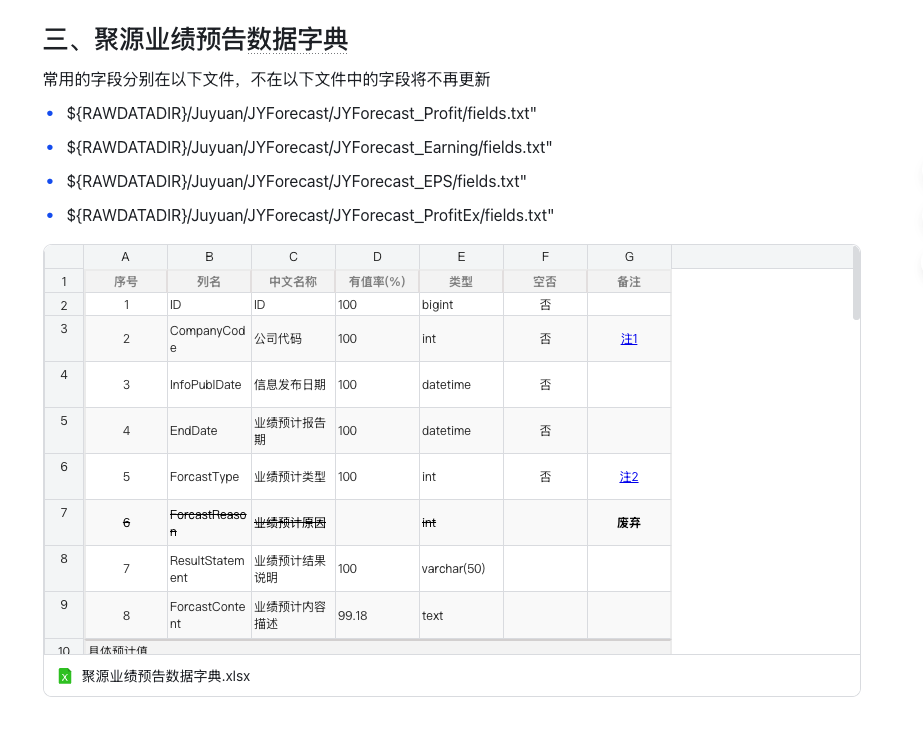 三、聚源业绩预告数据字典
常用的字段分别在以下文件，不在以下文件中的字段将不再更新
• ${RAWDATADIR}/Juyuan/JYForecast/JYForecast_Profit/fields.txt"
• ${RAWDATADIR}/Juyuan/JYForecast/JYForecast_Earning/fields.txt"
• ${RAWDATADIR}/Juyuan/JYForecast/JYForecast_EPS/fields.txt"
• ${RAWDATADIR}/Juyuan/JYForecast/JYForecast_ProfitEx/fields.txt"
A B C D E F G
1 序号 列名 中文名称 有值率(%) 类型 空否 备注
2 1 ID ID 100 bigint 否
3 2 CompanyCod
e 公司代码 100 int 否 注1
4 3 InfoPublDate 信息发布日期 100 datetime 否
5 4 EndDate 业绩预计报告
期 100 datetime 否
6 5 ForcastType 业绩预计类型 100 int 否 注2
7 6 ForcastReaso
n 业绩预计原因 int 废弃
8 7 ResultStatem
ent 业绩预计结果
说明 100 varchar(50)
9 8 ForcastConte
nt 业绩预计内容
描述 99.18 text
10 具体预计值
X 聚源业绩预告数据字典.xlsx